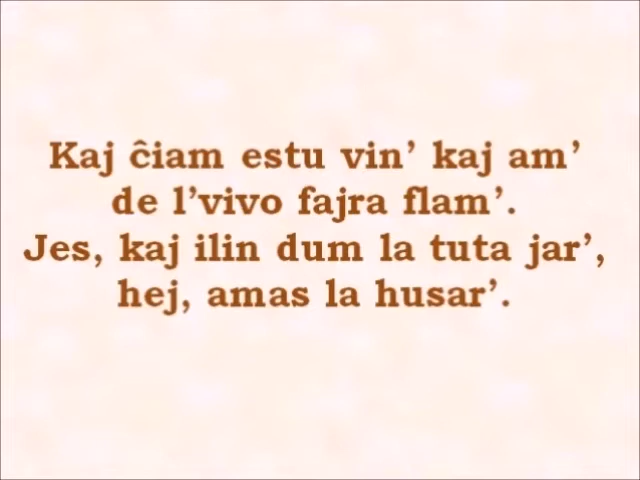 Kaj ĉiam estu vin’ kaj am’
de l’vivo fajra flam’.
Jes, kaj ilin dum la tuta jar’,
hej, amas la husar’.